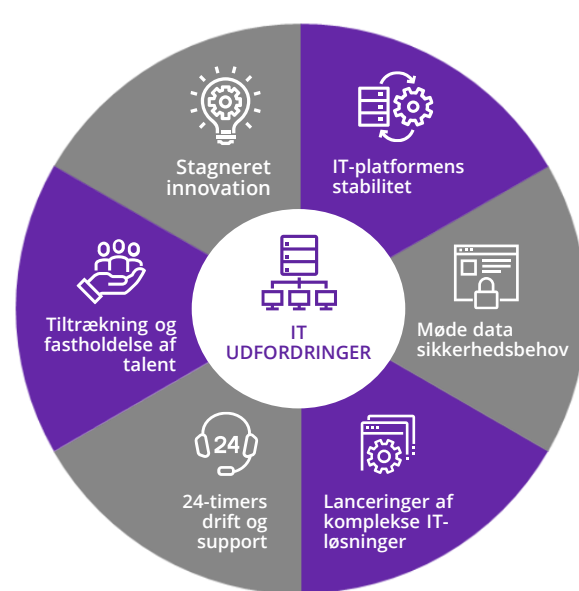 Stagneret
innovation
IT-platformens
stabilitet
Møde data
sikkerhedsbehov
Lanceringer af
komplekse IT-
løsninger
24
24-timers
drift og
support
Tiltrækning og
fastholdelse af
talent
IT
UDFORDRINGER